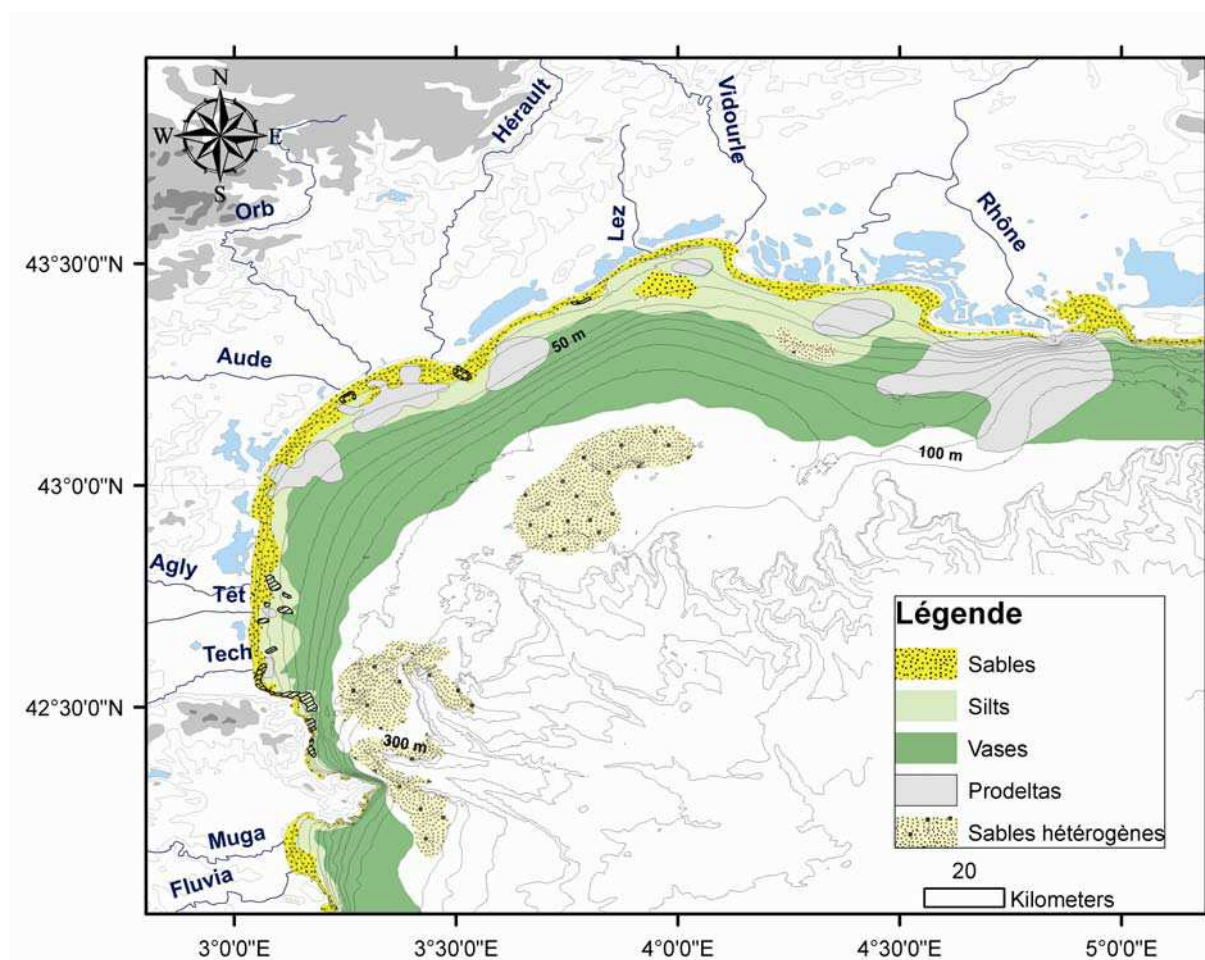 N
W
E
S
Orb
Hérault
Lez
Vidourle
Rhône
Aude
Agly
Têt
Tech
Muga
Fluvia
50 m
100 m
300 m
43°30'0"N
43°0'0"N
42°30'0"N
Légende
Sables
Silts
Vases
Prodeltas
Sables hétérogènes
20
Kilometers
3°0'0"E
3°30'0"E
4°0'0"E
4°30'0"E
5°0'0"E